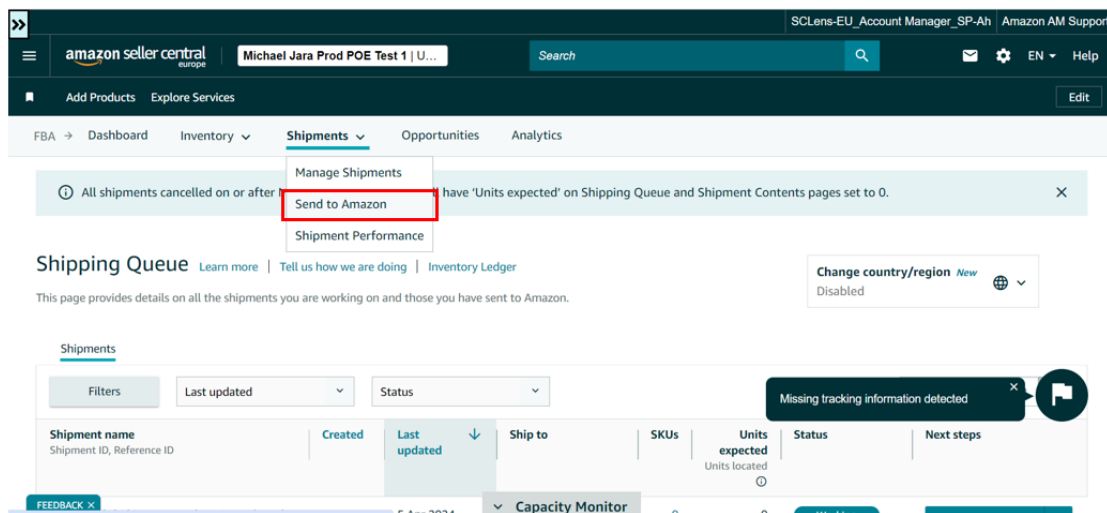 SCLens-EU_Account Manager_SP-Ah Amazon AM Support
amazon seller central
europe
Michael Jara Prod POE Test 1 | U...
Search
EN
Help
Add Products Explore Services
Edit
FBA → Dashboard Inventory Shipments Opportunities Analytics
Manage Shipments
Send to Amazon
Shipment Performance
All shipments cancelled on or after
have 'Units expected' on Shipping Queue and Shipment Contents pages set to 0.
Shipping Queue Learn more | Tell us how we are doing | Inventory Ledger
Change country/region New
Disabled
This page provides details on all the shipments you are working on and those you have sent to Amazon.
Shipments
Filters
Last updated
Status
Missing tracking information detected
Shipment name
Shipment ID, Reference ID
Created
Last
updated
Ship to
SKUs
Units
expected
Units located
Status
Next steps
FEEDBACK ×
Capacity Monitor